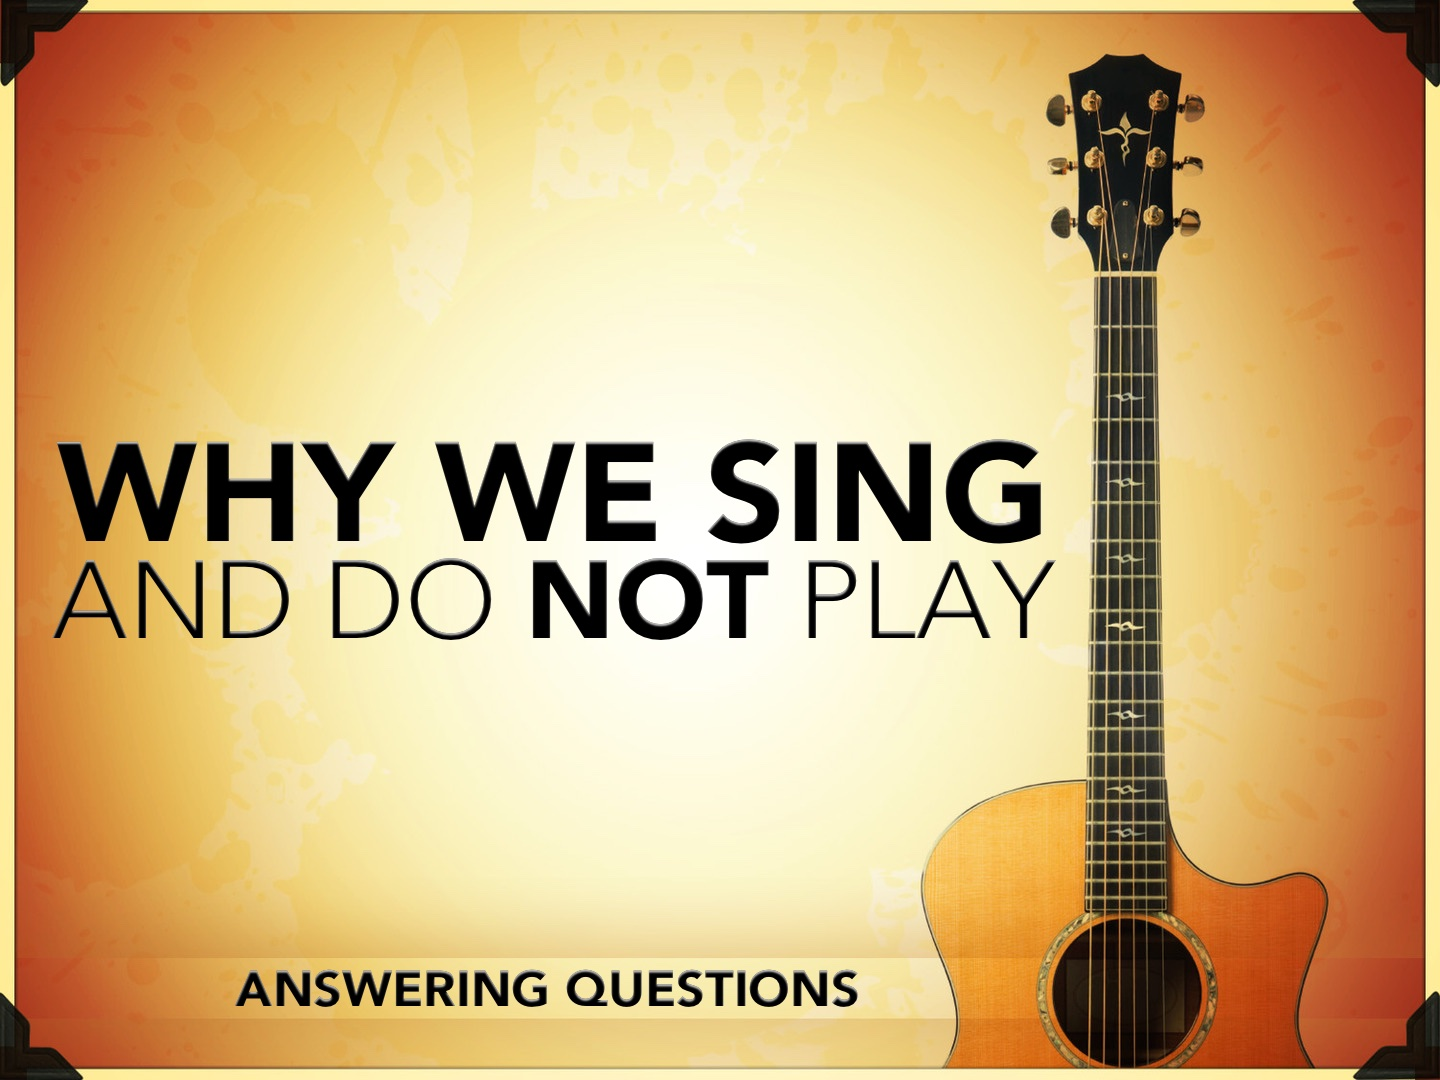 WHY WE SING
AND DO NOT PLAY
ANSWERING QUESTIONS